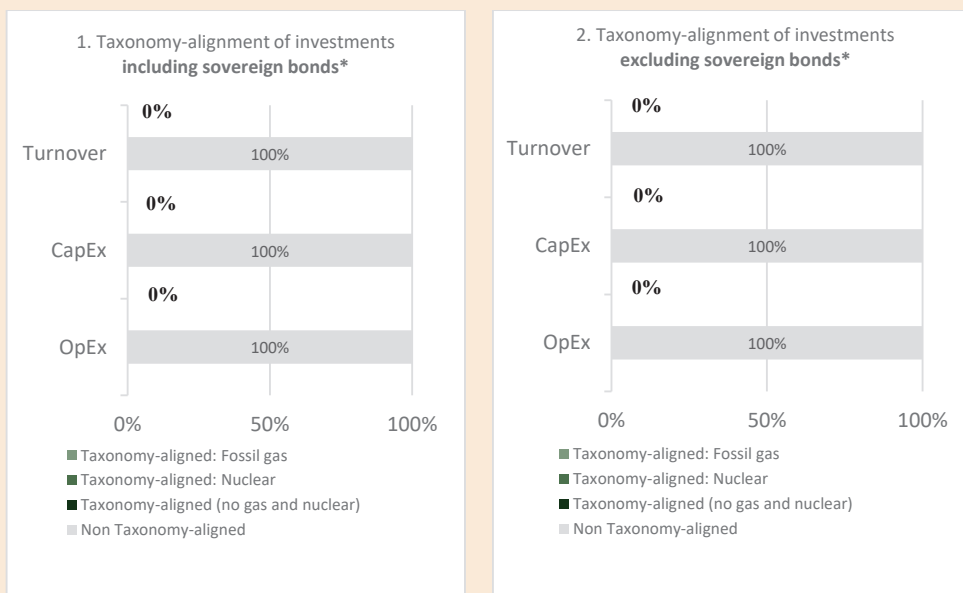 1. Taxonomy-alignment of investments
including sovereign bonds*
0%
Turnover
100%
0%
CapEx
100%
0%
OpEx
100%
0%
50%
100%
Taxonomy-aligned: Fossil gas
Taxonomy-aligned: Nuclear
Taxonomy-aligned (no gas and nuclear)
Non Taxonomy-aligned
2. Taxonomy-alignment of investments
excluding sovereign bonds*
0%
Turnover
100%
0%
CapEx
100%
0%
OpEx
100%
0%
50%
100%
Taxonomy-aligned: Fossil gas
Taxonomy-aligned: Nuclear
Taxonomy-aligned (no gas and nuclear)
Non Taxonomy-aligned